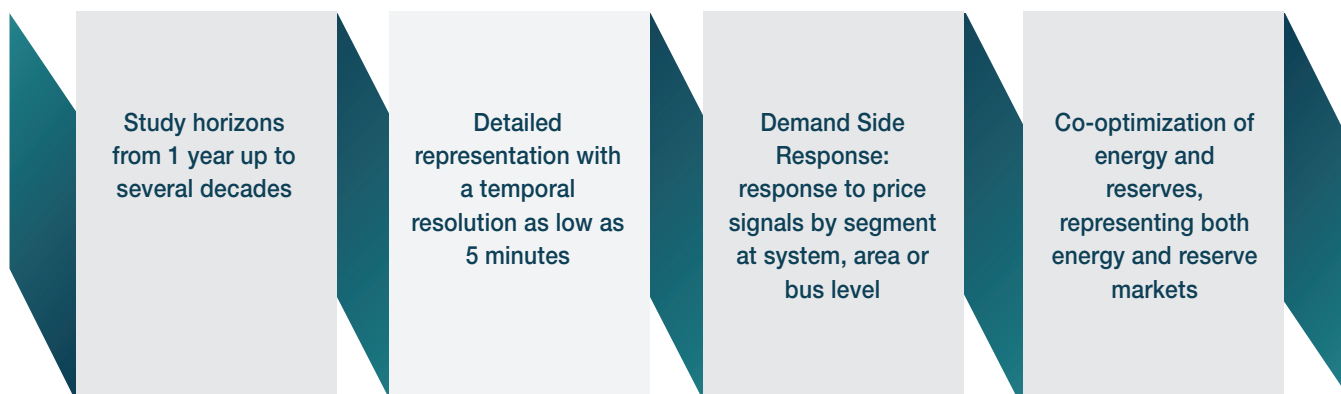 Study horizons
from 1 year up to
several decades
Detailed
representation with
a temporal
resolution as low as
5 minutes
Demand Side
Response:
response to price
signals by segment
at system, area or
bus level
Co-optimization of
energy and
reserves,
representing both
energy and reserve
markets